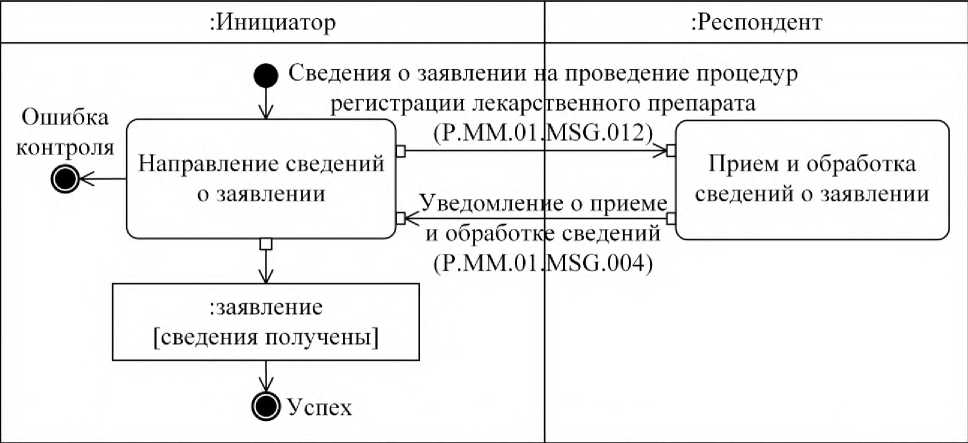 :Инициатор
:Респондент
Сведения о заявлении на проведение процедур
регистрации лекарственного препарата
(P.MM.01.MSG.012)
Ошибка
контроля
Направление сведений
о заявлении
Прием и обработка
сведений о заявлении
Уведомление о приеме
и обработке сведений
(P.MM.01.MSG.004)
:заявление
[сведения получены]
Успех